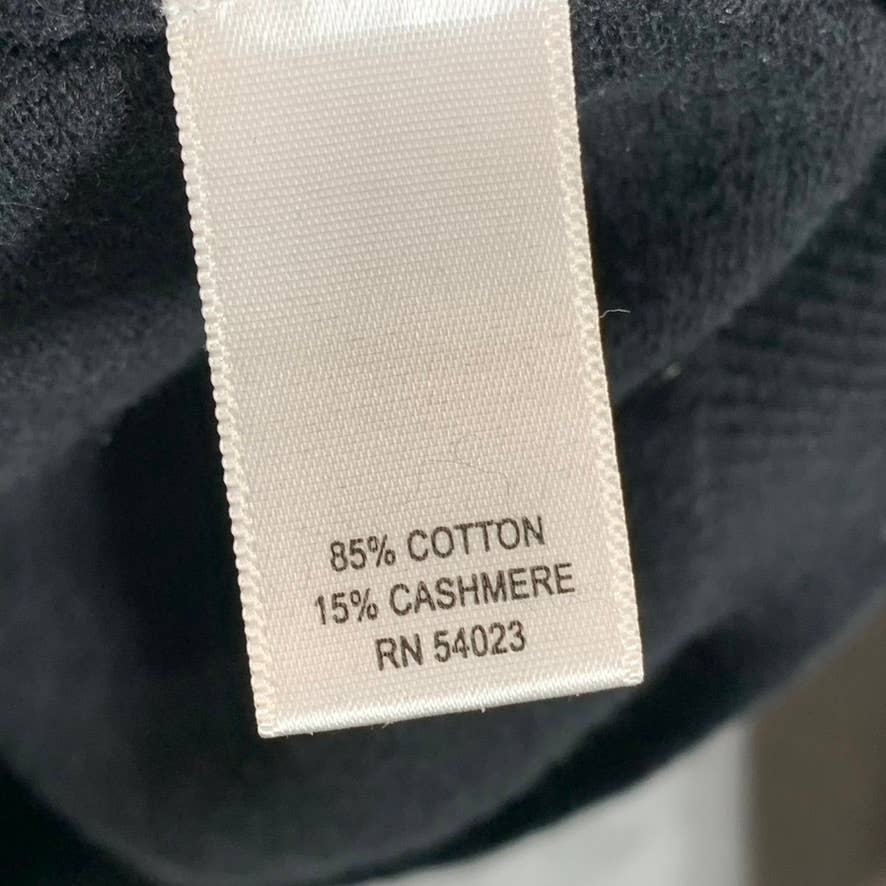 85% COTTON
15% CASHMERE
RN 54023